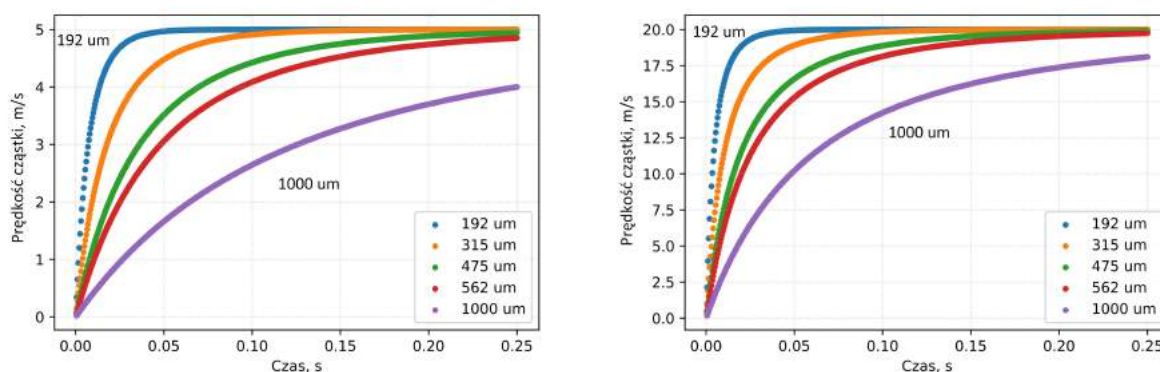 5
4
3
2
1
0
Prędkość cząstki, m/s
192 um
1000 um
192 um
315 um
475 um
562 um
1000 um
0.00 0.05 0.10 0.15 0.20 0.25
Czas, s
20.0
17.5
15.0
12.5
10.0
7.5
5.0
2.5
0.0
Prędkość cząstki, m/s
192 um
1000 um
192 um
315 um
475 um
562 um
1000 um
0.00 0.05 0.10 0.15 0.20 0.25
Czas, s